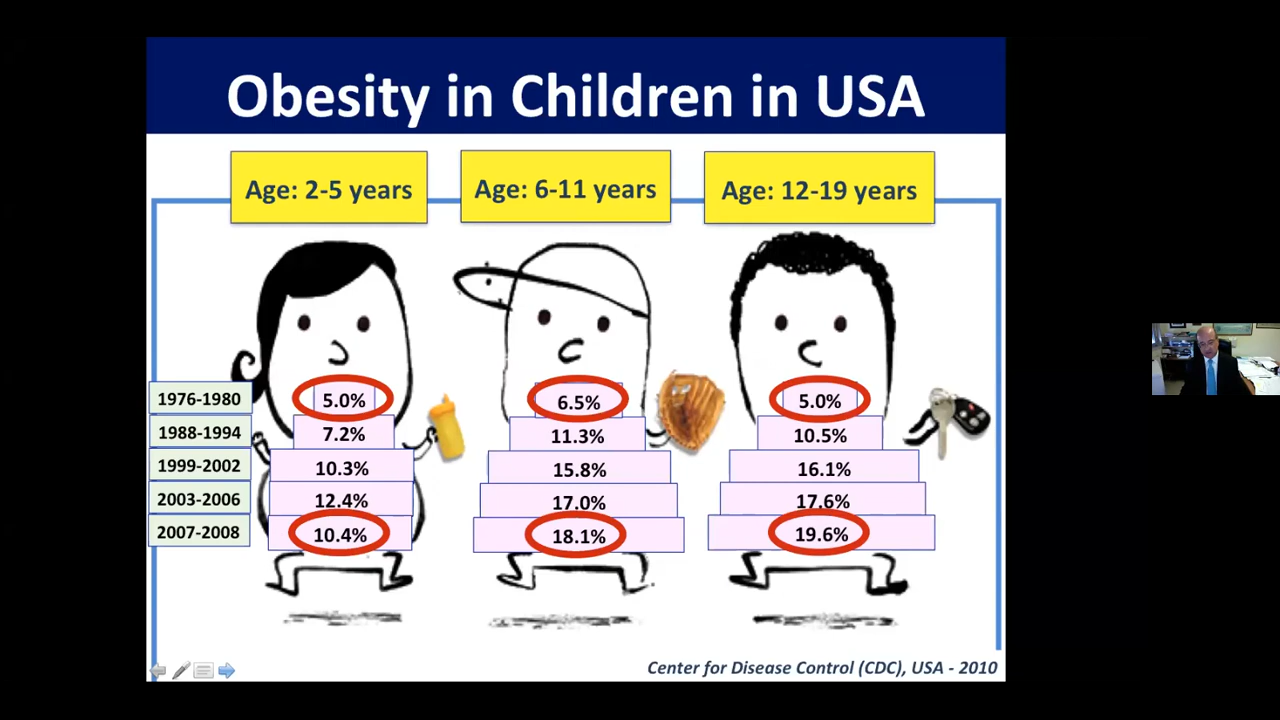 Obesity in Children in USA
Age: 2-5 years Age: 6-11 years Age: 12-19 years
1976-1980 5.0% 6.5% 5.0%
1988-1994 7.2% 11.3% 10.5%
1999-2002 10.3% 15.8% 16.1%
2003-2006 12.4% 17.0% 17.6%
2007-2008 10.4% 18.1% 19.6%
Center for Disease Control (CDC), USA - 2010